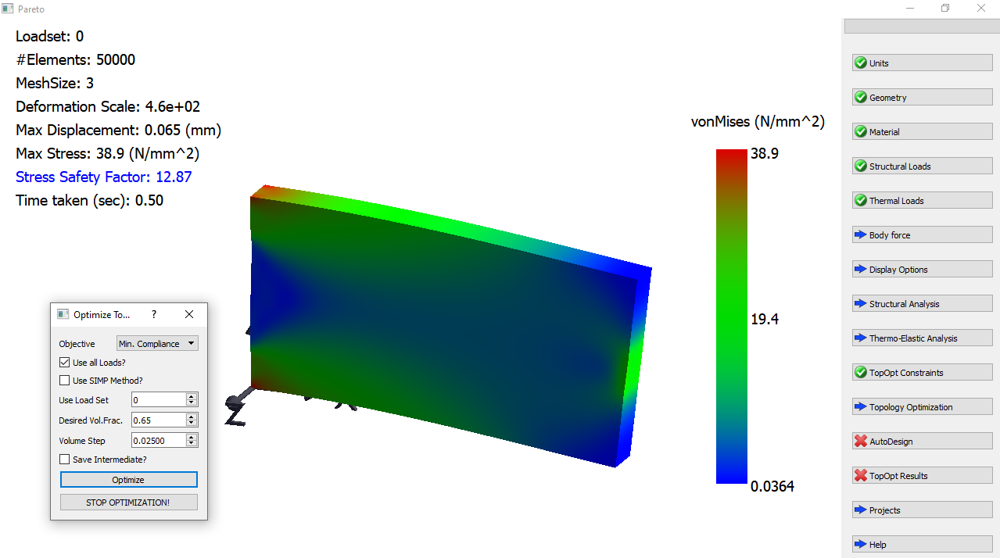 Pareto
Loadset: 0
#Elements: 50000
MeshSize: 3
Deformation Scale: 4.6e+02
Max Displacement: 0.065 (mm)
Max Stress: 38.9 (N/mm^2)
Stress Safety Factor: 12.87
Time taken (sec): 0.50
vonMises (N/mm^2)
38.9
19.4
0.0364
Z
Optimize To...
?
Objective
Min. Compliance
Use all Loads?
Use SIMP Method?
Use Load Set
0
Desired Vol.Frac.
0.65
Volume Step
0.02500
Save Intermediate?
Optimize
STOP OPTIMIZATION!
Units
Geometry
Material
Structural Loads
Thermal Loads
Body force
Display Options
Structural Analysis
Thermo-Elastic Analysis
TopOpt Constraints
Topology Optimization
AutoDesign
TopOpt Results
Projects
Help